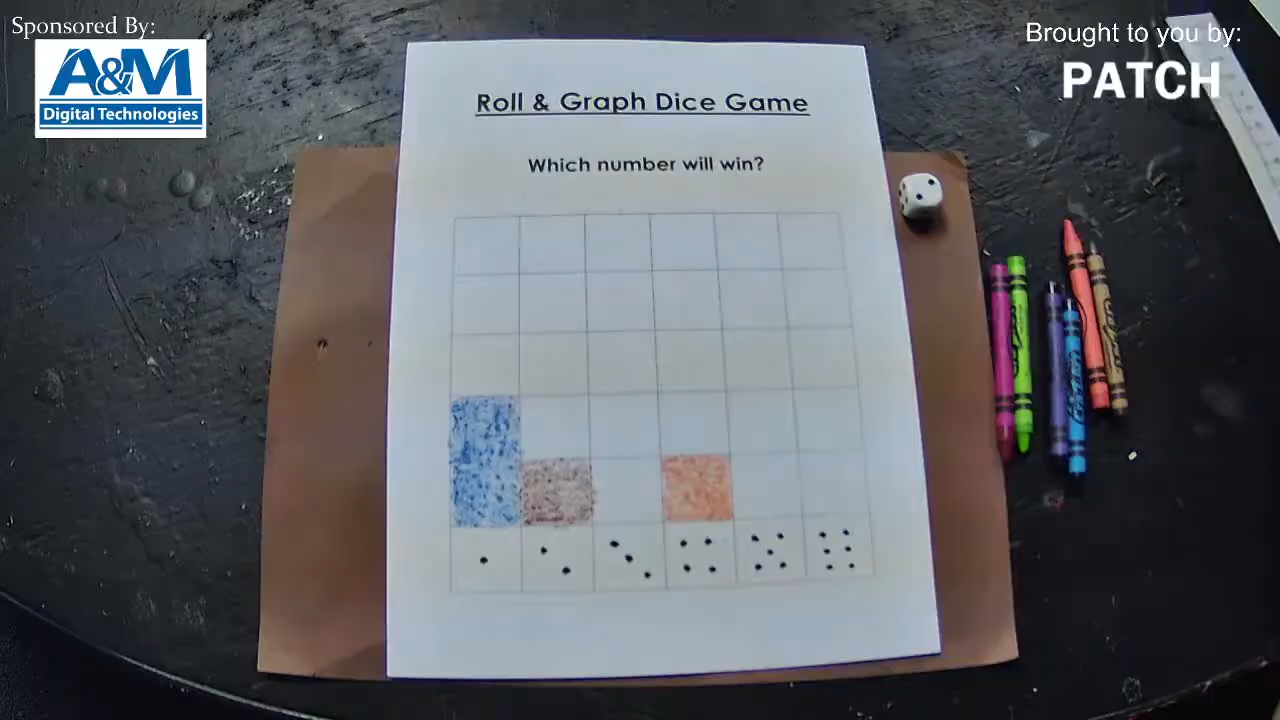 Sponsored By:
A&M
Digital Technologies
Brought to you by:
PATCH
Roll & Graph Dice Game
Which number will win?